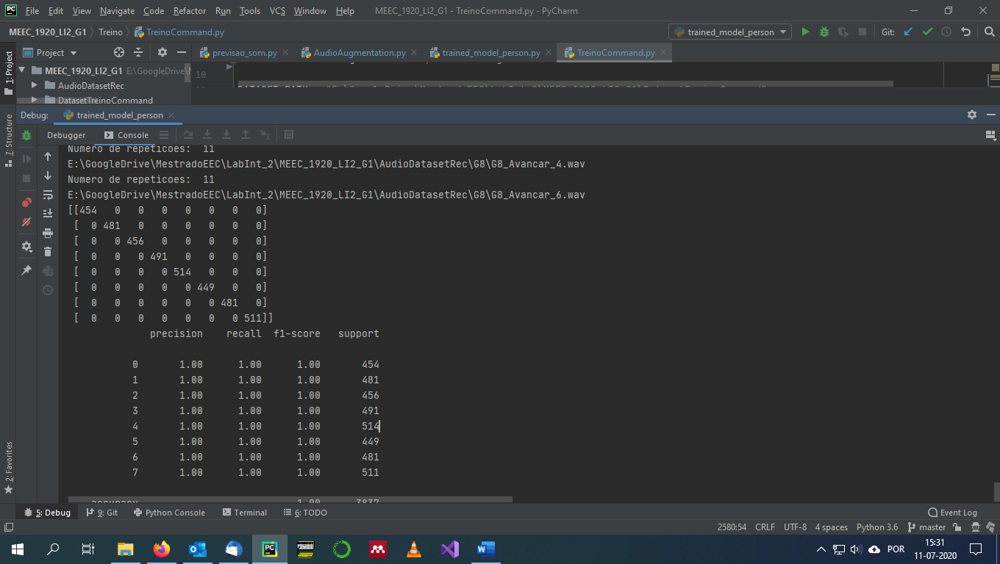 File Edit View Navigate Code Refactor Run Tools VCS Window Help MEEC_1920_LI2_G1 - TreinoCommand.py - PyCharm
MEEC_1920_LI2_G1 Treino TreinoCommand.py trained_model_person Git:
1: Project
Project previsao_som.py AudioAugmentation.py trained_model_person.py TreinoCommand.py
MEEC_1920_LI2_G1 E:\GoogleDrive\
10
AudioDatasetRec
DatasetTreinoCommand
Debug: trained_model_person
7: Structure
Debugger Console
Numero de repeticoes: 11
E:\GoogleDrive\MestradoEEC\LabInt_2\MEEC_1920_LI2_G1\AudioDatasetRec\G8\G8_Avancar_4.wav
Numero de repeticoes: 11
E:\GoogleDrive\MestradoEEC\LabInt_2\MEEC_1920_LI2_G1\AudioDatasetRec\G8\G8_Avancar_6.wav
[[454 0 0 0 0 0 0 0]
[ 0 481 0 0 0 0 0 0]
[ 0 0 456 0 0 0 0 0]
[ 0 0 0 491 0 0 0 0]
[ 0 0 0 0 514 0 0 0]
[ 0 0 0 0 0 449 0 0]
[ 0 0 0 0 0 0 481 0]
[ 0 0 0 0 0 0 0 511]]
precision recall f1-score support
0 1.00 1.00 1.00 454
1 1.00 1.00 1.00 481
2 1.00 1.00 1.00 456
3 1.00 1.00 1.00 491
4 1.00 1.00 1.00 514
5 1.00 1.00 1.00 449
6 1.00 1.00 1.00 481
7 1.00 1.00 1.00 511
accuracy 1.00 3837
2: Favorites
5: Debug 9: Git Python Console Terminal 6: TODO Event Log
2580:54 CRLF UTF-8 4 spaces Python 3.6 master
POR 15:31
11-07-2020